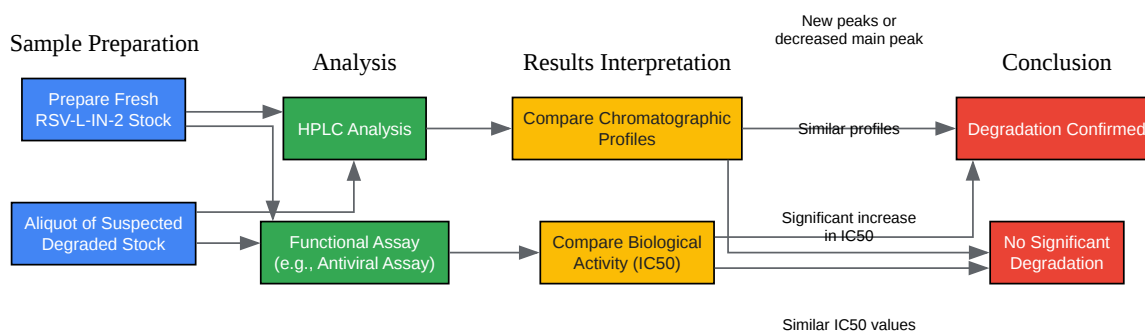 Sample Preparation
Prepare Fresh
RSV-L-IN-2 Stock
Aliquot of Suspected
Degraded Stock
Analysis
HPLC Analysis
Functional Assay
(e.g., Antiviral Assay)
Results Interpretation
Compare Chromatographic
Profiles
Compare Biological
Activity (IC50)
New peaks or
decreased main peak
Similar profiles
Significant increase
in IC50
Similar IC50 values
Conclusion
Degradation Confirmed
No Significant
Degradation